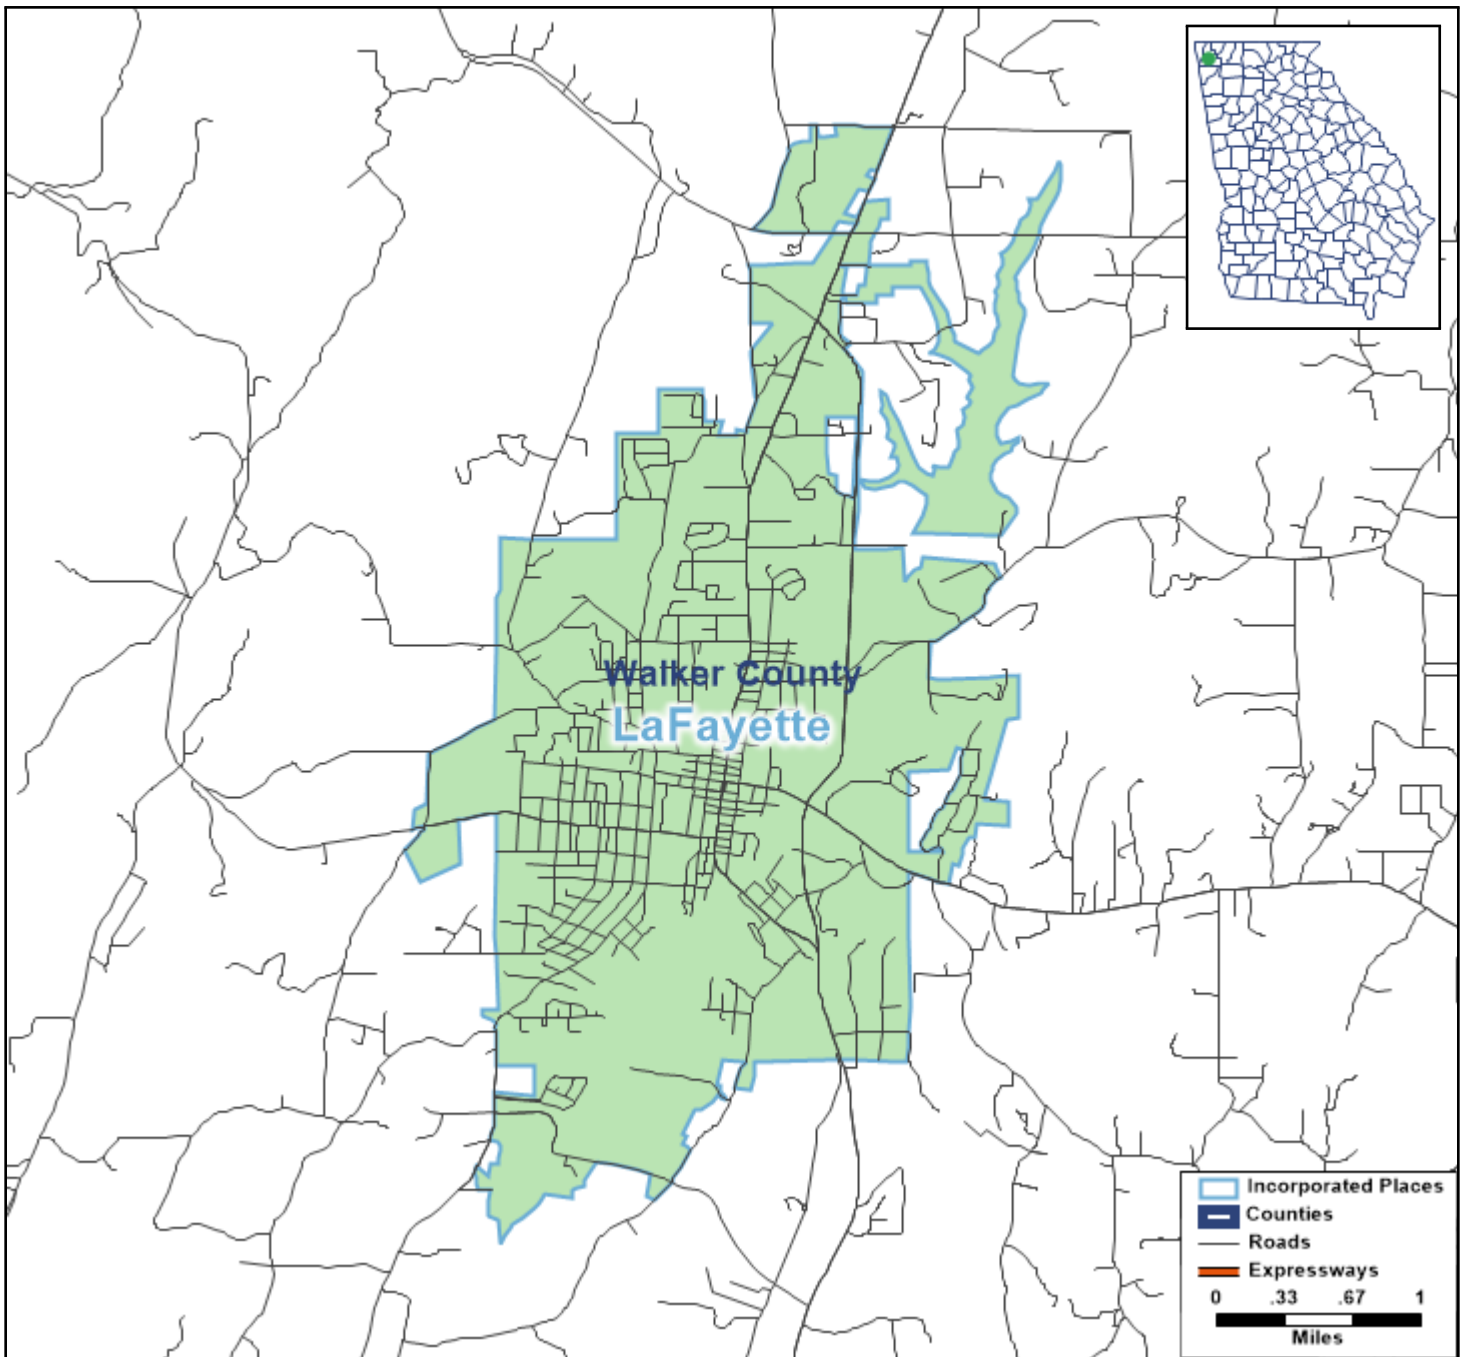 Walker County
LaFayette
Incorporated Places
Counties
Roads
Expressways
0 .33 .67 1
Miles